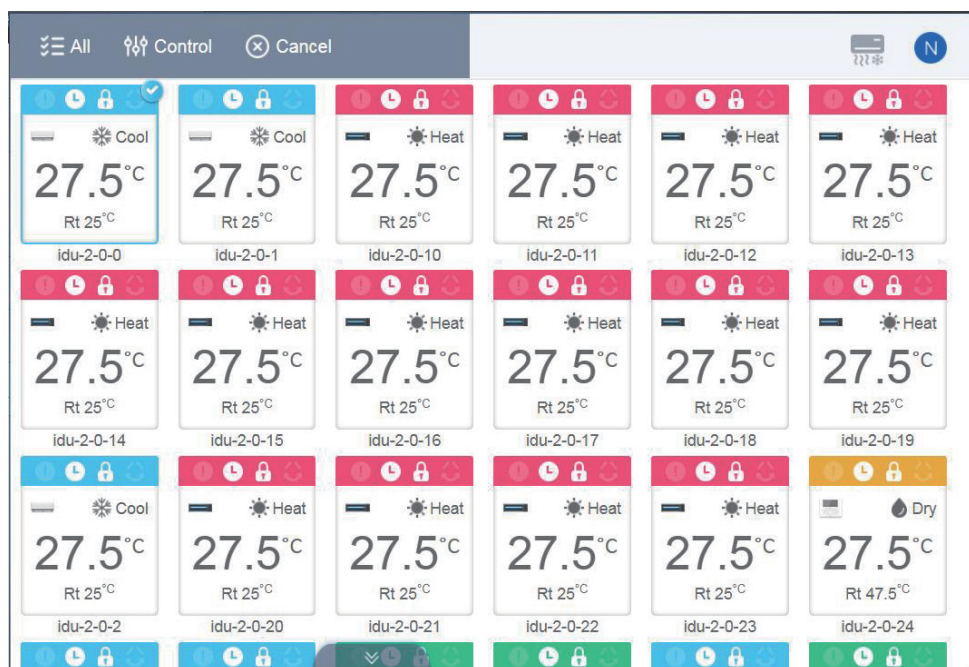 All Control Cancel N
Cool Cool Heat Heat Heat Heat
27.5°C 27.5°C 27.5°C 27.5°C 27.5°C 27.5°C
Rt 25°C Rt 25°C Rt 25°C Rt 25°C Rt 25°C Rt 25°C
idu-2-0-0 idu-2-0-1 idu-2-0-10 idu-2-0-11 idu-2-0-12 idu-2-0-13
Heat Heat Heat Heat Heat Heat
27.5°C 27.5°C 27.5°C 27.5°C 27.5°C 27.5°C
Rt 25°C Rt 25°C Rt 25°C Rt 25°C Rt 25°C Rt 25°C
idu-2-0-14 idu-2-0-15 idu-2-0-16 idu-2-0-17 idu-2-0-18 idu-2-0-19
Cool Heat Heat Heat Heat Dry
27.5°C 27.5°C 27.5°C 27.5°C 27.5°C 27.5°C
Rt 25°C Rt 25°C Rt 25°C Rt 25°C Rt 25°C Rt 47.5°C
idu-2-0-2 idu-2-0-20 idu-2-0-21 idu-2-0-22 idu-2-0-23 idu-2-0-24